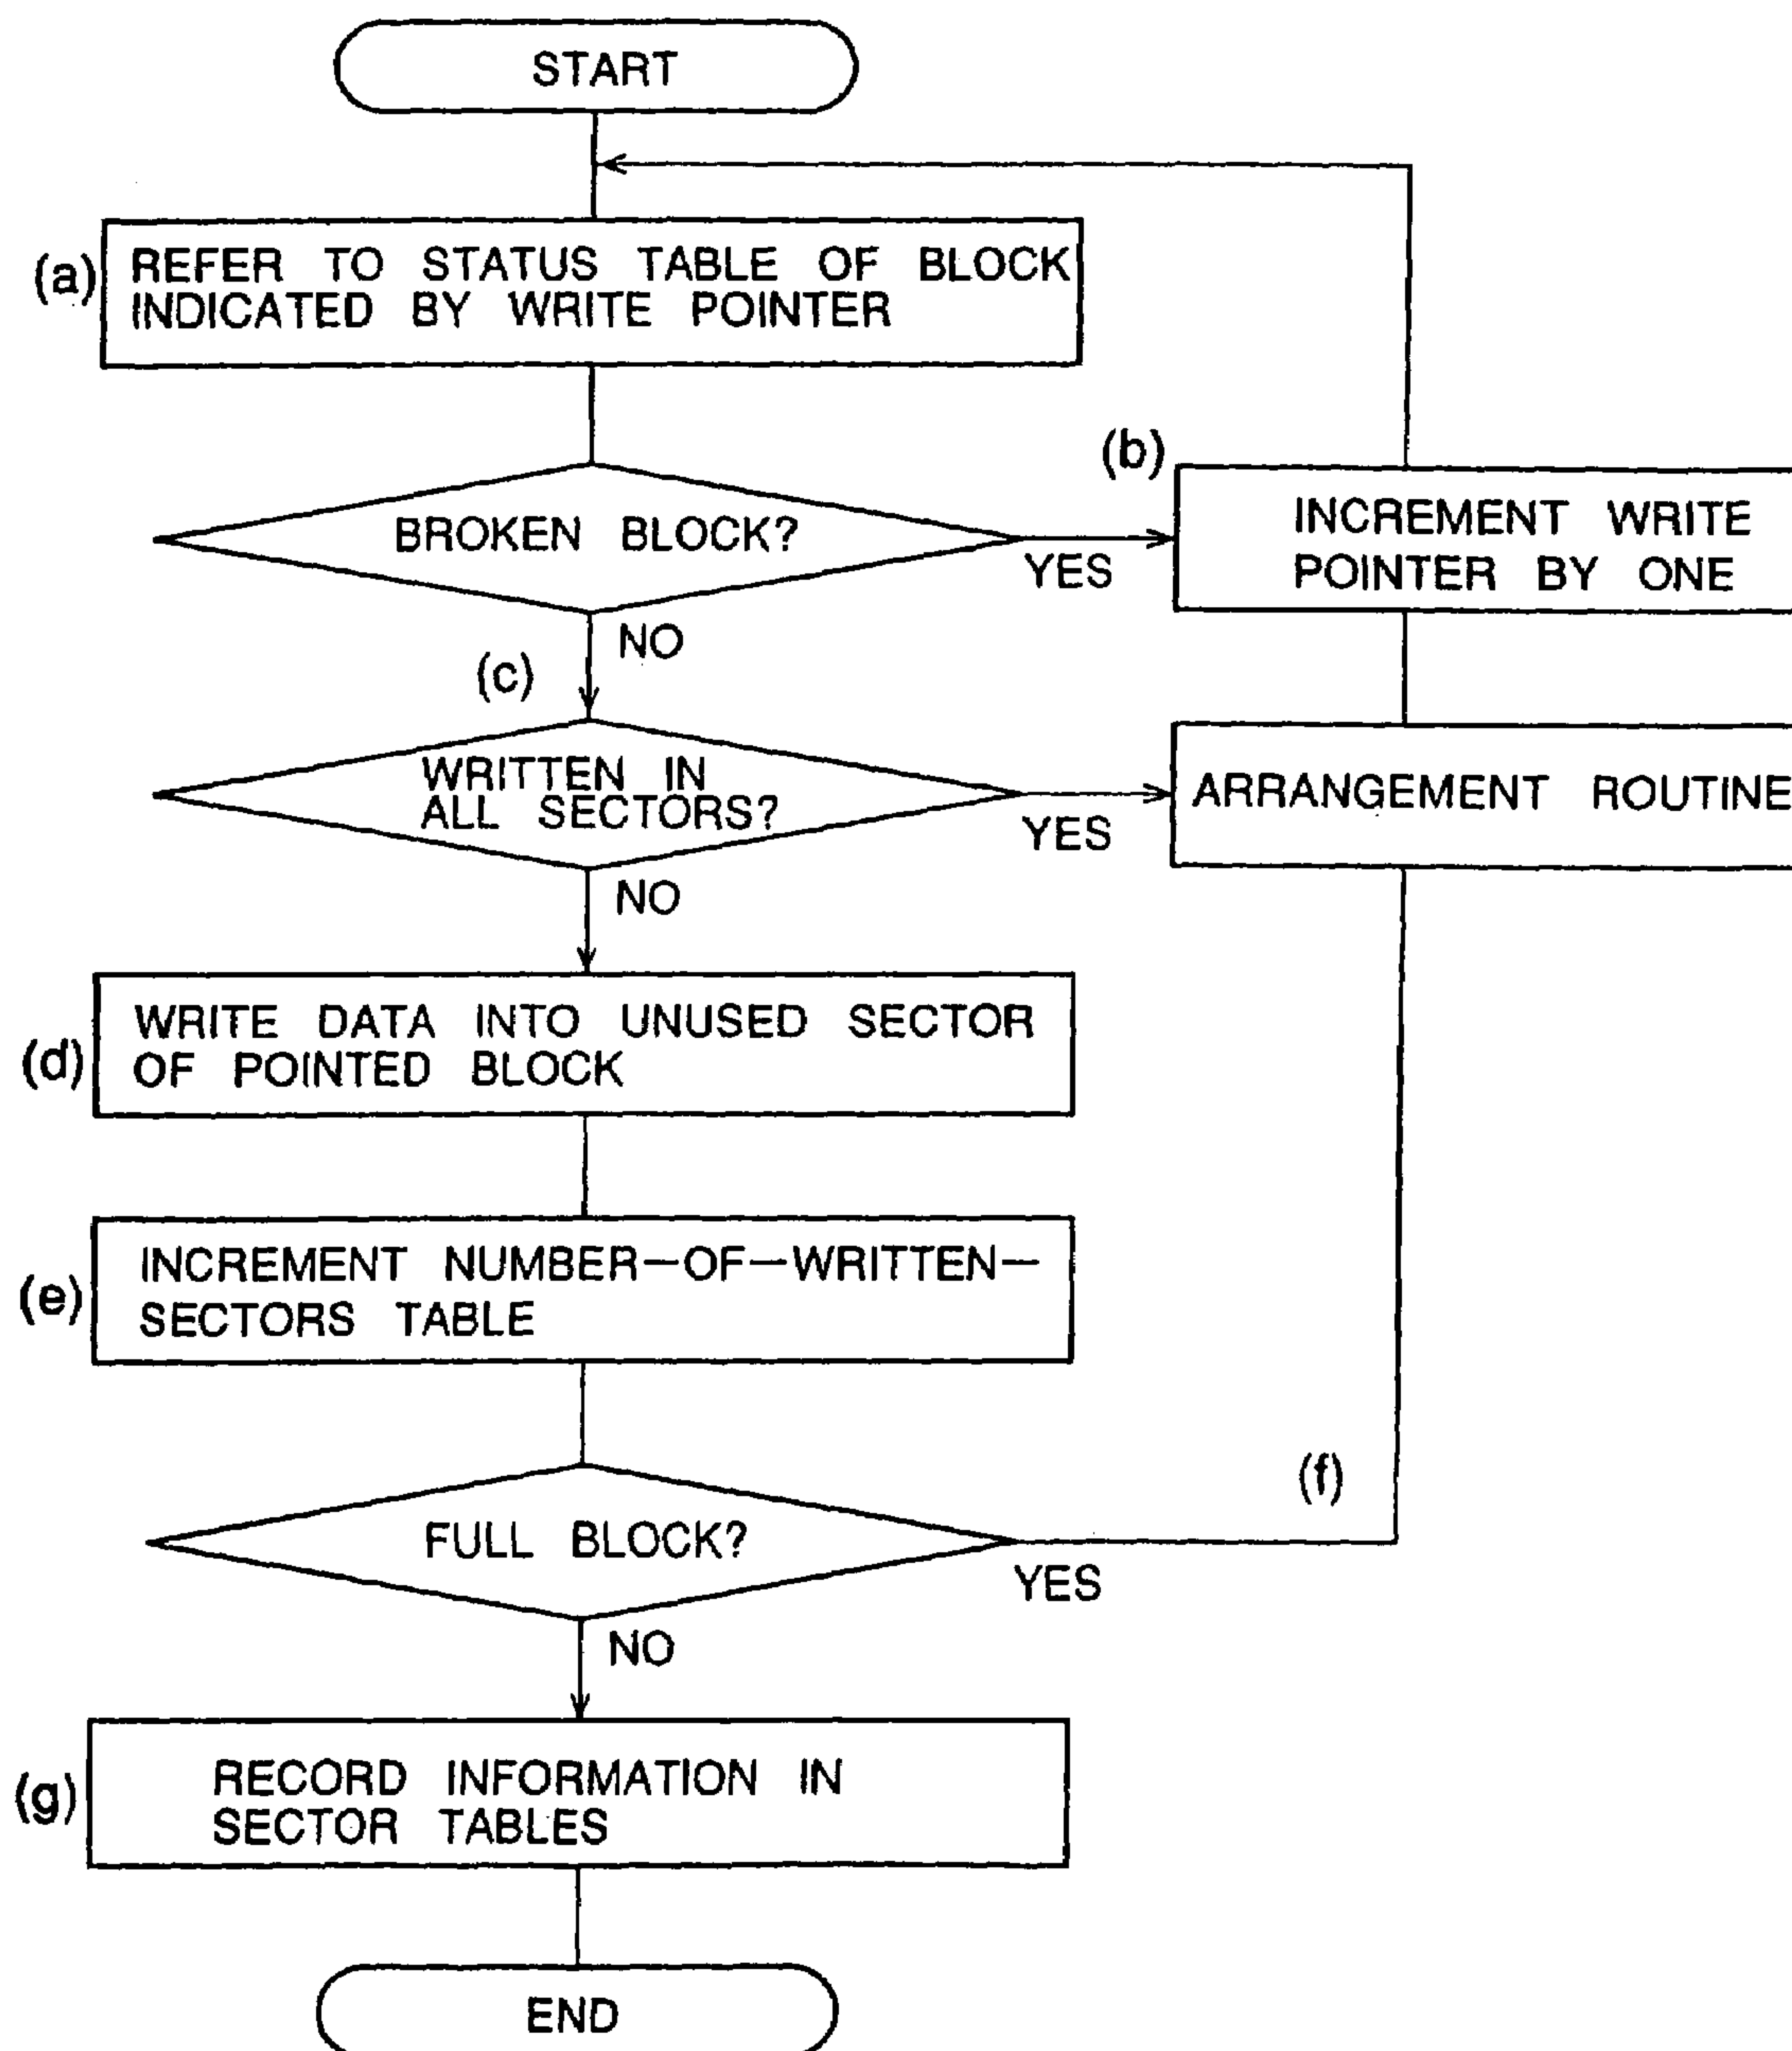 START
(a)
REFER TO STATUS TABLE OF BLOCK
INDICATED BY WRITE POINTER
BROKEN BLOCK?
YES
NO
(b)
INCREMENT WRITE
POINTER BY ONE
(c)
WRITTEN IN
ALL SECTORS?
YES
NO
ARRANGEMENT ROUTINE
(d)
WRITE DATA INTO UNUSED SECTOR
OF POINTED BLOCK
(e)
INCREMENT NUMBER-OF-WRITTEN-
SECTORS TABLE
FULL BLOCK?
YES
(f)
NO
(g)
RECORD INFORMATION IN
SECTOR TABLES
END